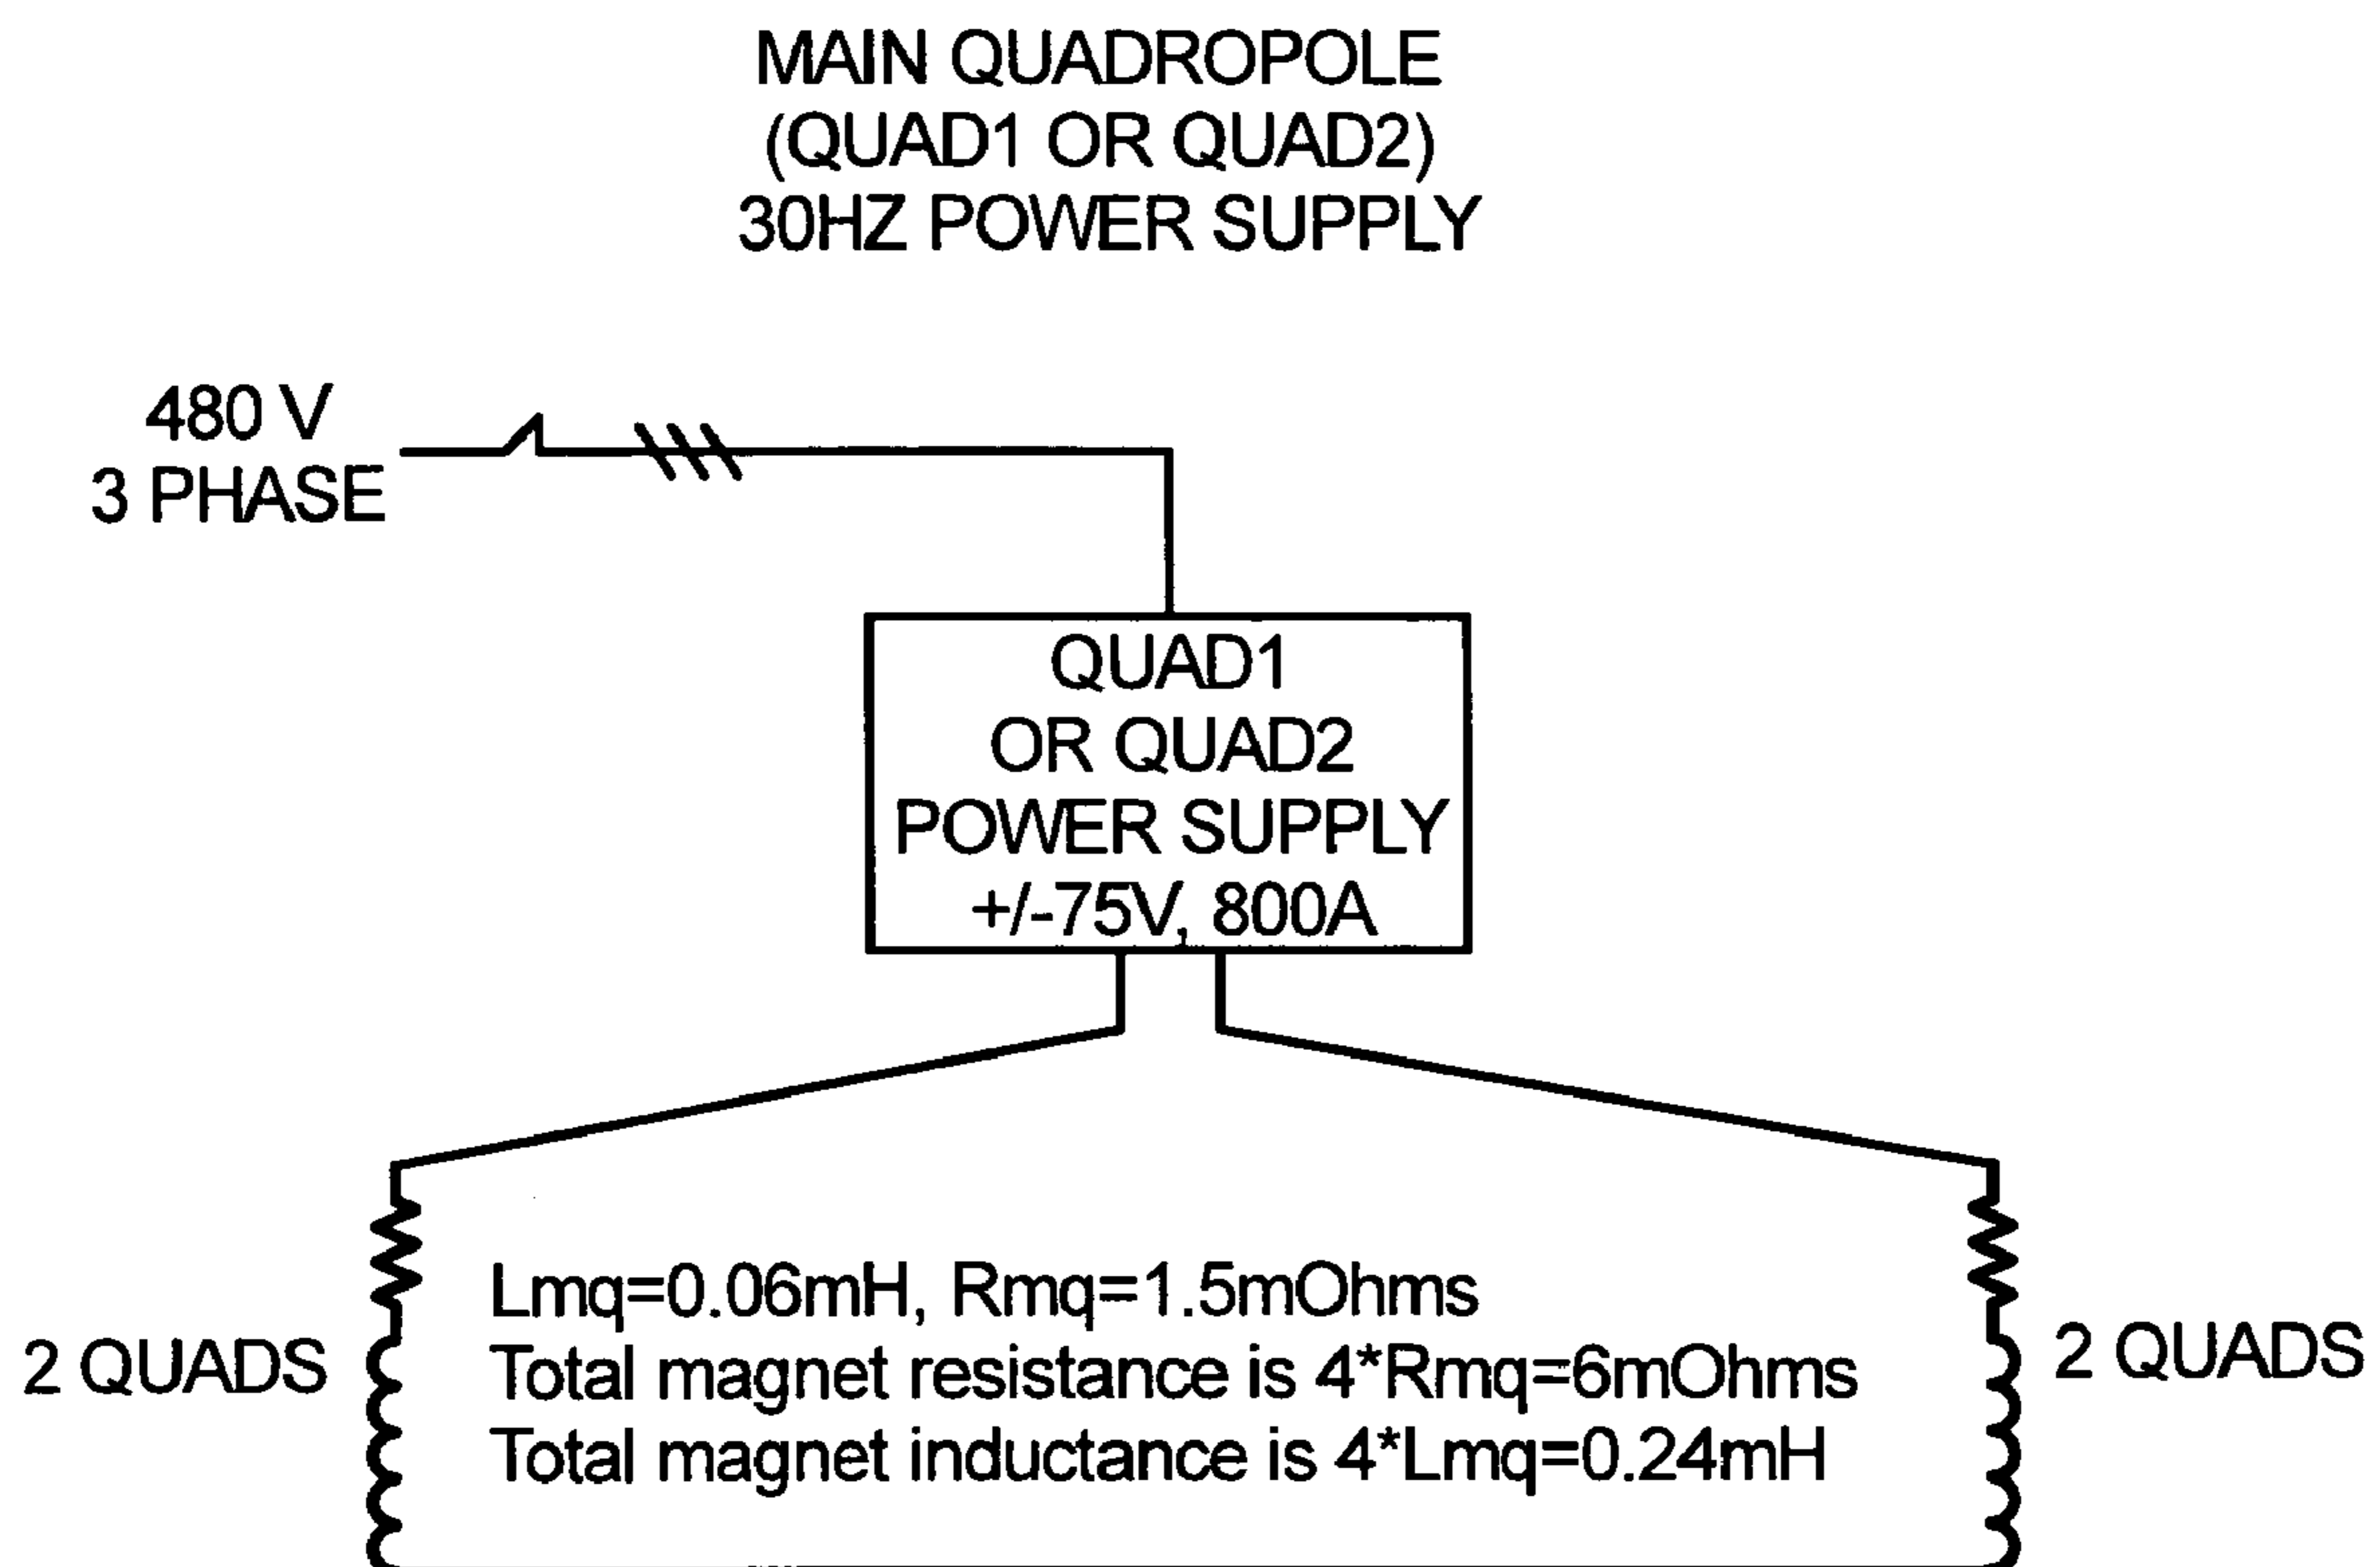 MAIN QUADROPOLE
(QUAD1 OR QUAD2)
30HZ POWER SUPPLY
480 V
3 PHASE
QUAD1
OR QUAD2
POWER SUPPLY
+/-75V, 800A
Lmq=0.06mH, Rmq=1.5mOhms
2 QUADS
Total magnet resistance is 4*Rmq=6mOhms
2 QUADS
Total magnet inductance is 4*Lmq=0.24mH